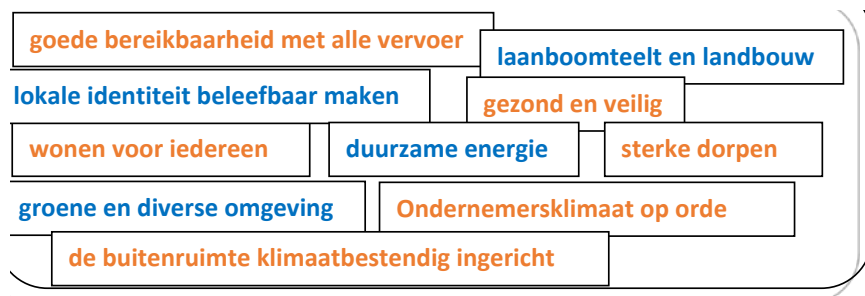 goede bereikbaarheid met alle vervoer
laanboomteelt en landbouw
lokale identiteit beleefbaar maken
gezond en veilig
wonen voor iedereen
duurzame energie
sterke dorpen
groene en diverse omgeving
Ondernemersklimaat op orde
de buitenruimte klimaatbestendig ingericht